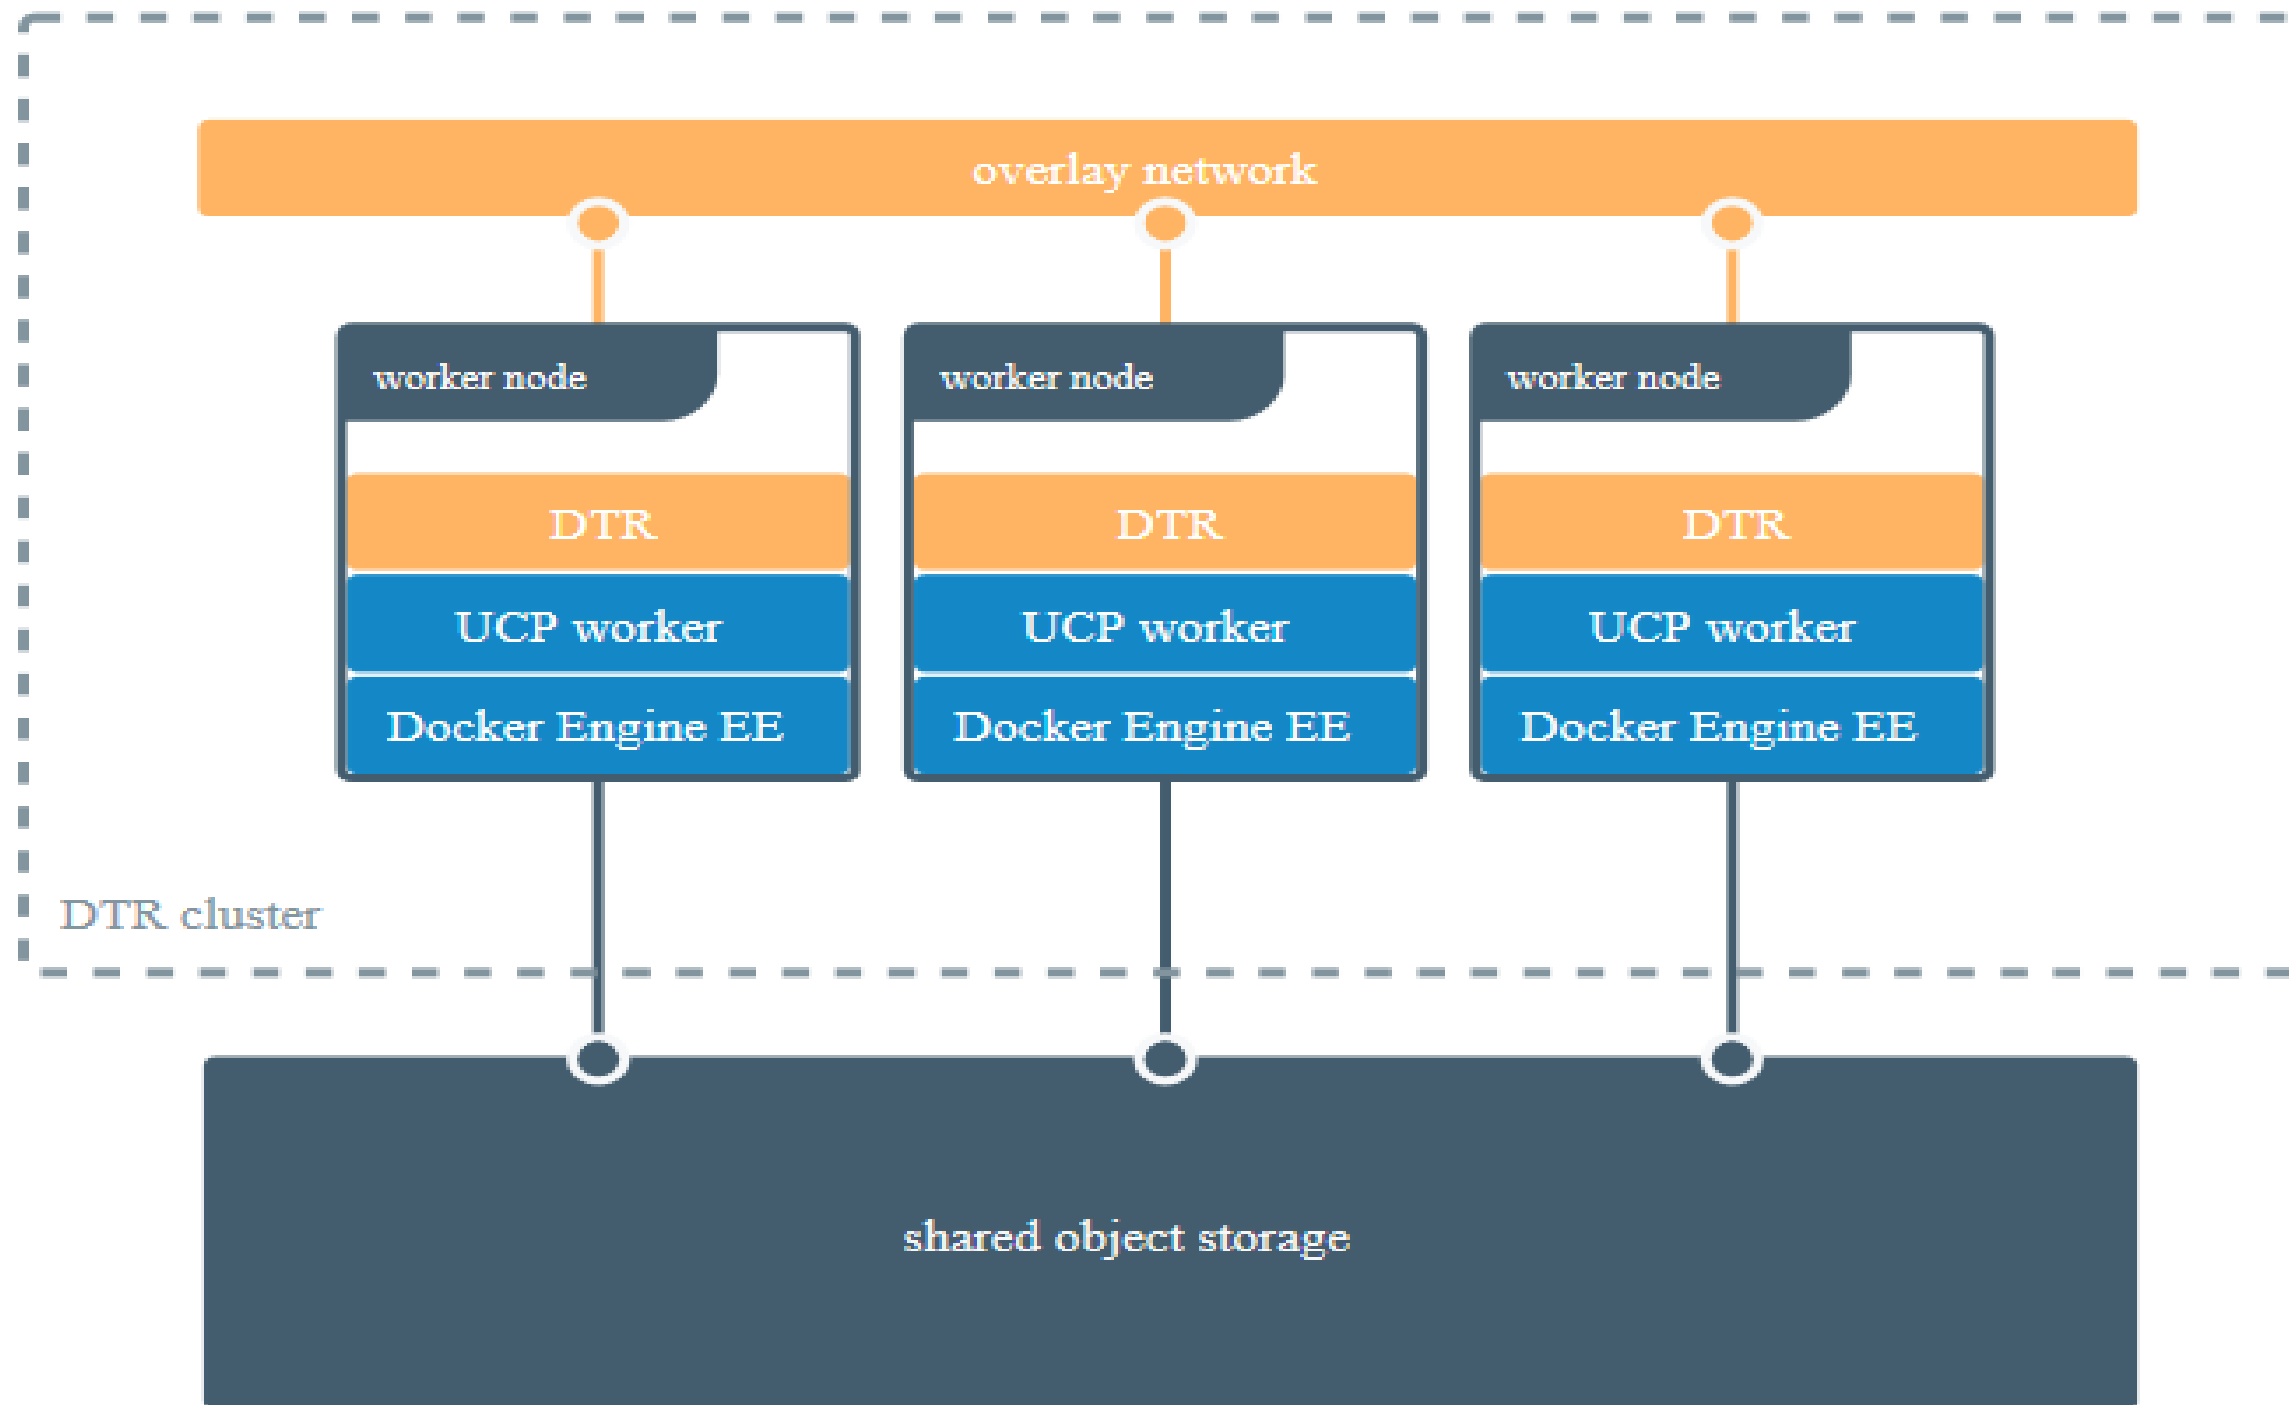 overlay network
worker node
worker node
worker node
DTR
DTR
DTR
UCP worker
UCP worker
UCP worker
Docker Engine EE
Docker Engine EE
Docker Engine EE
DTR cluster
shared object storage